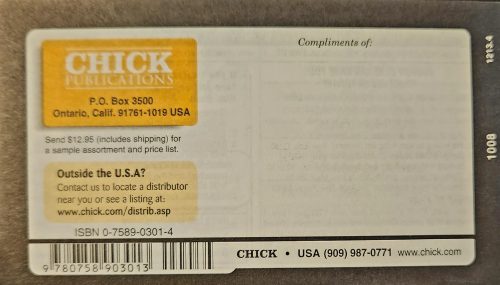 CHICK
PUBLICATIONS
P.O. Box 3500
Ontario, Calif. 91761-1019 USA
Send $12.95 (includes shipping) for
a sample assortment and price list.
Outside the U.S.A?
Contact us to locate a distributor
near you or see a listing at:
www.chick.com/distrib.asp
ISBN 0-7589-0301-4
9 780758 903013
Compliments of:
CHICK • USA (909) 987-0771 www.chick.com
1213.4
1008